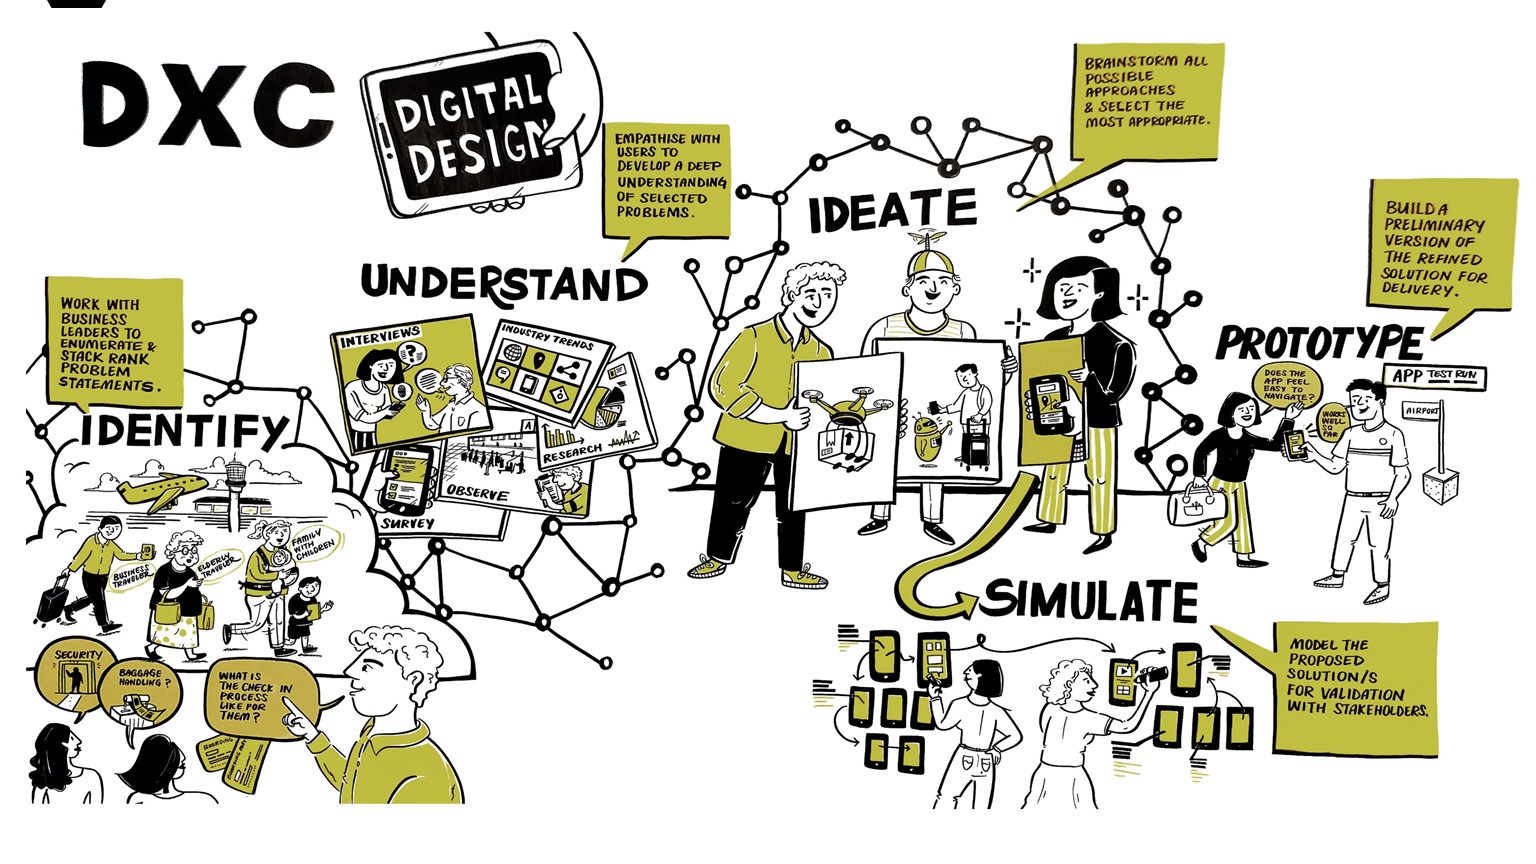 DXC
DIGITAL
DESIGN
WORK WITH
BUSINESS
LEADERS TO
ENUMERATE &
STACK RANK
PROBLEM
STATEMENTS.
IDENTIFY
BUSINESS
TRAVELER
ELDERLY
TRAVELER
FAMILY
WITH
CHILDREN
SECURITY
BAGGAGE
HANDLING?
WHAT IS
THE CHECK IN
PROCESS
LIKE FOR
THEM?
BOARDING
EMPATHISE WITH
USERS TO
DEVELOP A DEEP
UNDERSTANDING
OF SELECTED
PROBLEMS.
UNDERSTAND
INTERVIEWS
?
INDUSTRY TRENDS
RESEARCH
A
OBSERVE
SURVEY
BRAINSTORM ALL
POSSIBLE
APPROACHES
& SELECT THE
MOST APPROPRIATE.
IDEATE
BUILD A
PRELIMINARY
VERSION OF
THE REFINED
SOLUTION FOR
DELIVERY.
PROTOTYPE
APP TEST RUN
DOES THE
APP FEEL
EASY TO
NAVIGATE?
WORKS
WELL
SO
FAR
AIRPORT
SIMULATE
MODEL THE
PROPOSED
SOLUTION/S
FOR VALIDATION
WITH STAKEHOLDERS.